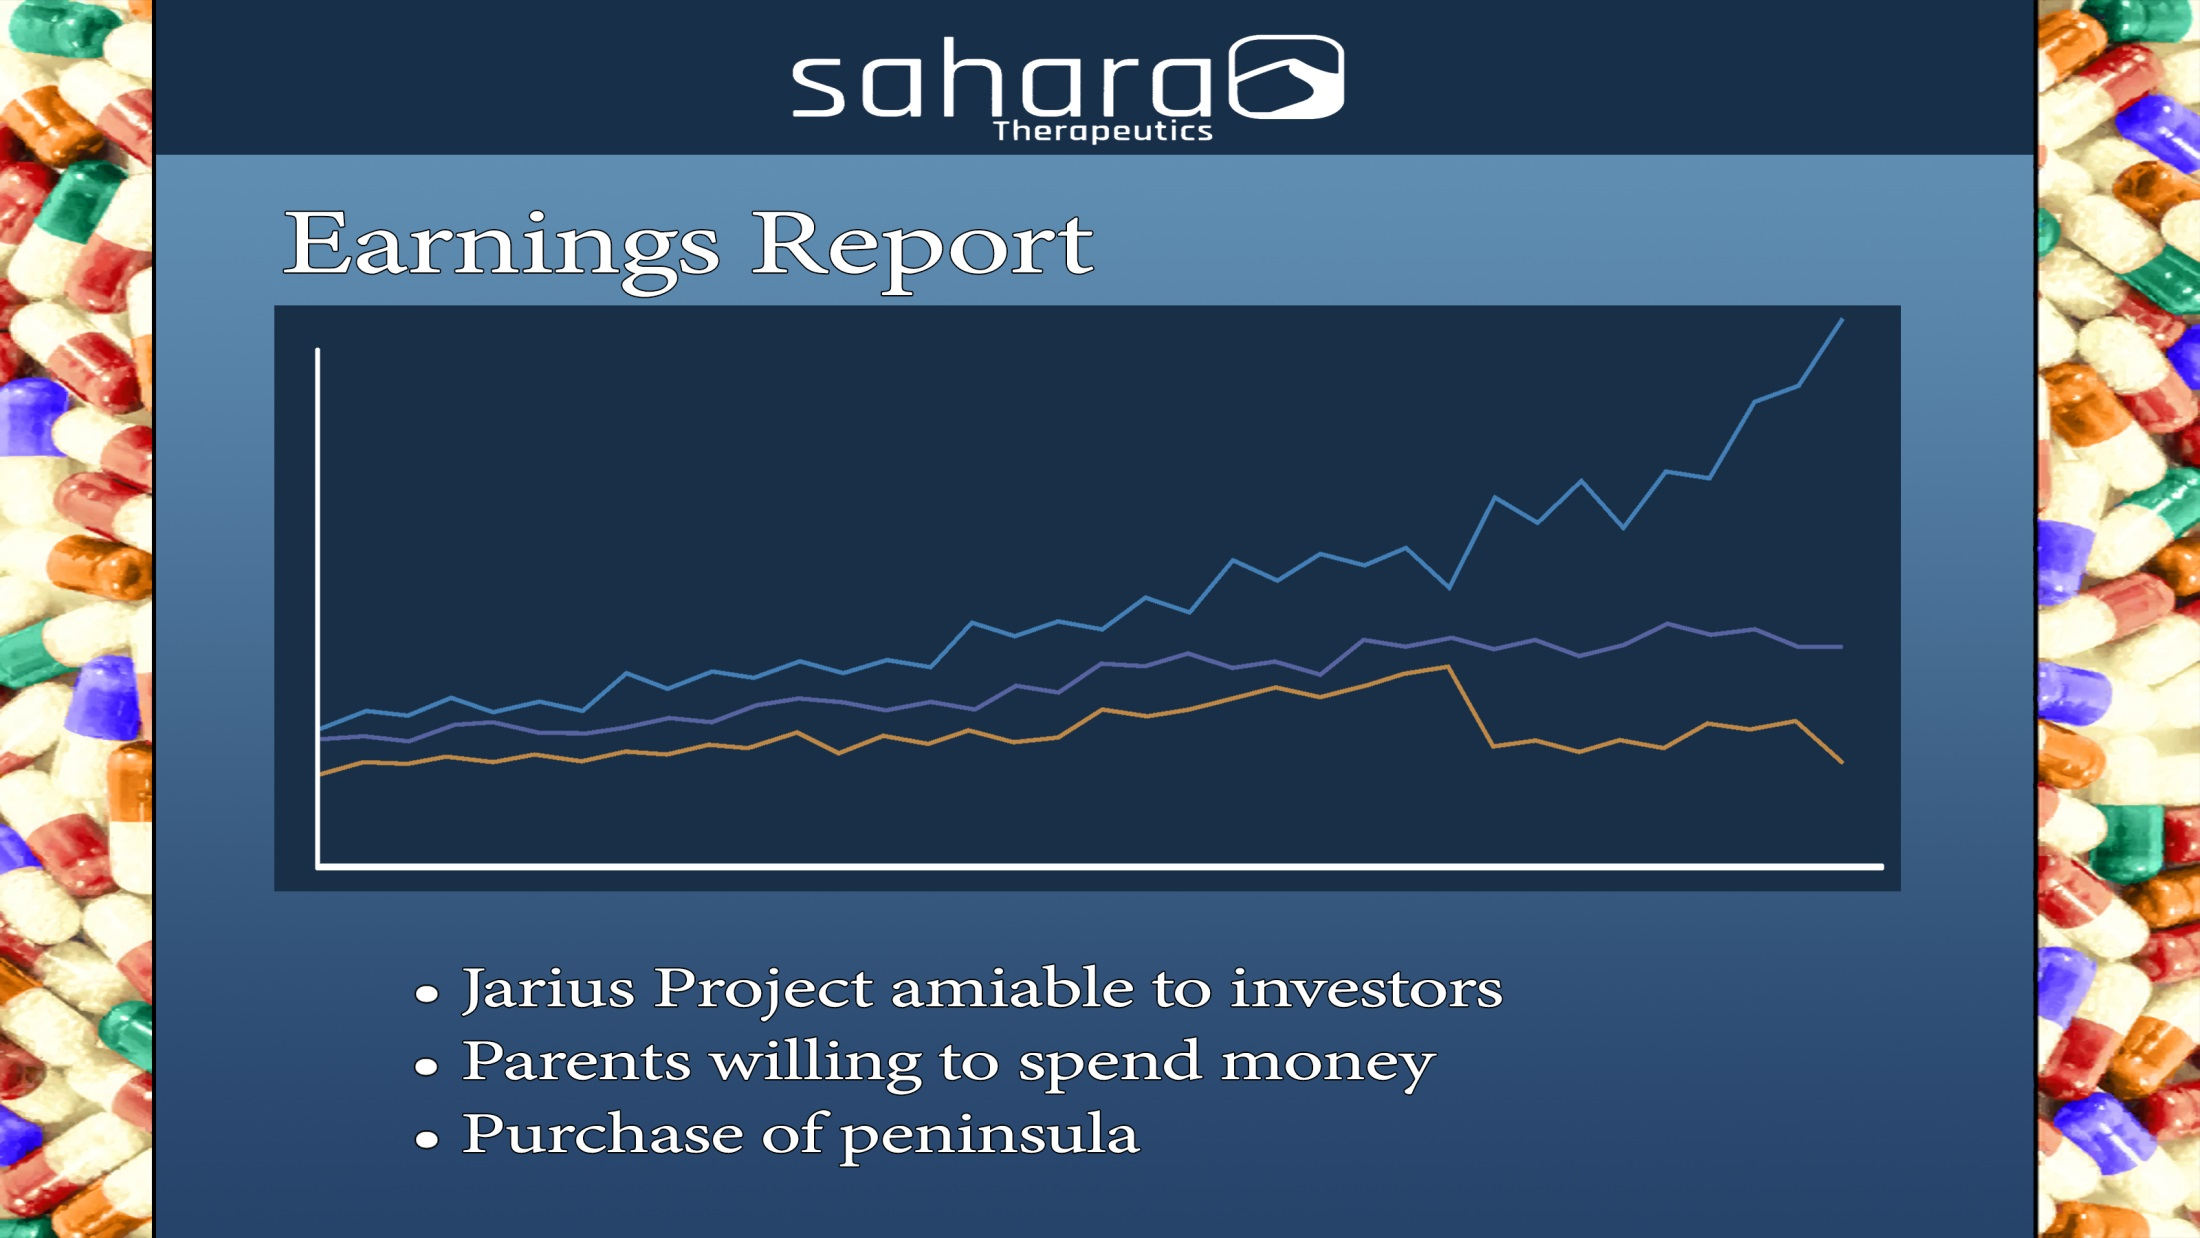 sahara
Therapeutics
Earnings Report
• Jarius Project amiable to investors
• Parents willing to spend money
• Purchase of peninsula